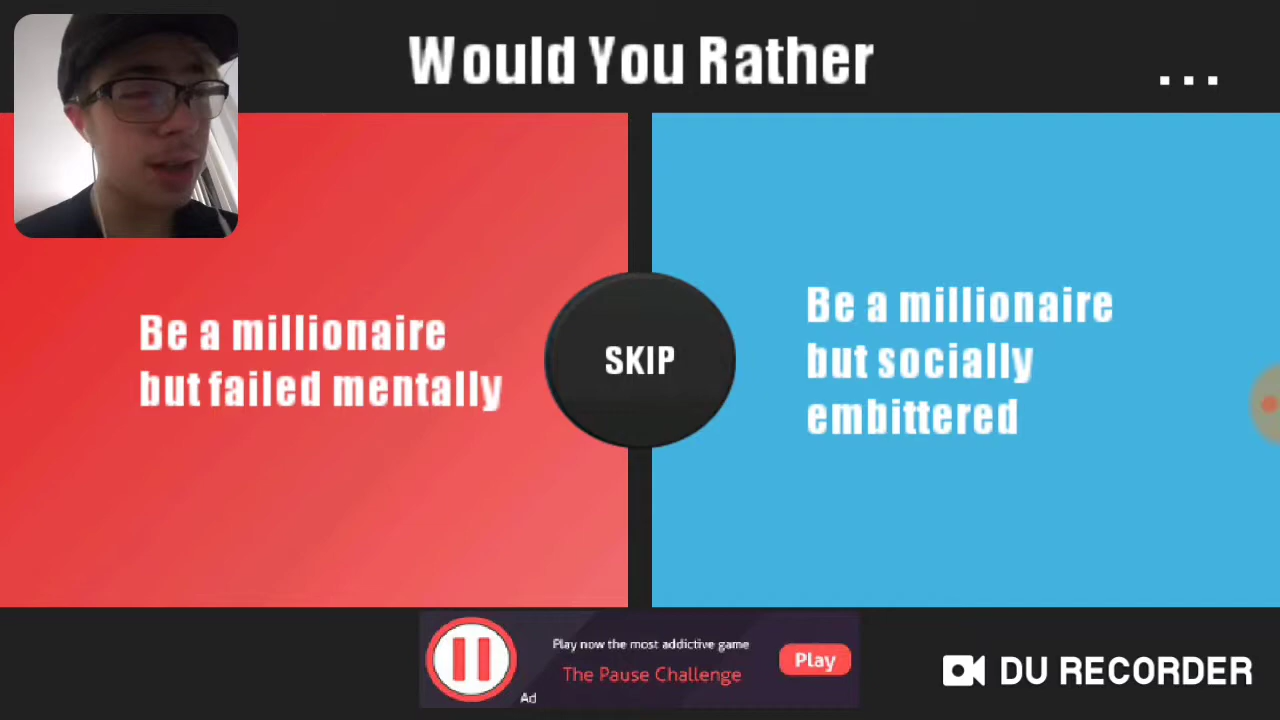 Would You Rather
...
Be a millionaire
but failed mentally
SKIP
Be a millionaire
but socially
embittered
Play now the most addictive game
The Pause Challenge
Play
Ad
DU RECORDER